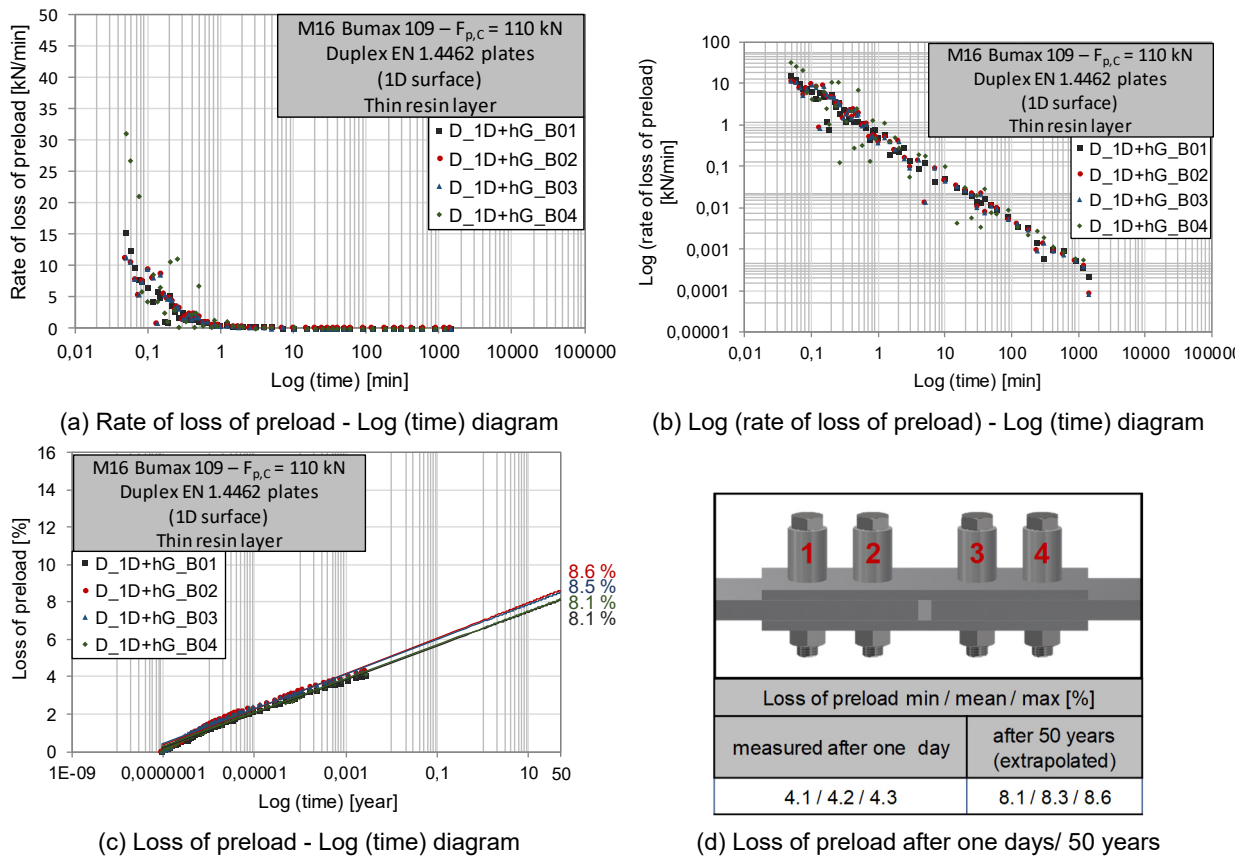 50
45
40
35
30
25
20
15
10
5
0
Rate of loss of preload [kN/min]
M16 Bumax 109 – Fp,C = 110 kN
Duplex EN 1.4462 plates
(1D surface)
Thin resin layer
D_1D+hG_B01
D_1D+hG_B02
D_1D+hG_B03
D_1D+hG_B04
0,01 0,1 1 10 100 1000 10000 100000
Log (time) [min]
(a) Rate of loss of preload - Log (time) diagram
100
10
1
0,1
0,01
0,001
0,0001
0,00001
Log (rate of loss of preload)
[kN/min]
M16 Bumax 109 – Fp,C = 110 kN
Duplex EN 1.4462 plates
(1D surface)
Thin resin layer
D_1D+hG_B01
D_1D+hG_B02
D_1D+hG_B03
D_1D+hG_B04
0,01 0,1 1 10 100 1000 10000 100000
Log (time) [min]
(b) Log (rate of loss of preload) - Log (time) diagram
16
14
12
10
8
6
4
2
0
Loss of preload [%]
M16 Bumax 109 – Fp,C = 110 kN
Duplex EN 1.4462 plates
(1D surface)
Thin resin layer
D_1D+hG_B01
D_1D+hG_B02
D_1D+hG_B03
D_1D+hG_B04
8.6 %
8.5 %
8.1 %
8.1 %
1E-09 0,0000001 0,00001 0,001 0,1 10 50
Log (time) [year]
(c) Loss of preload - Log (time) diagram
1 2 3 4
Loss of preload min / mean / max [%]
measured after one day
after 50 years
(extrapolated)
4.1 / 4.2 / 4.3
8.1 / 8.3 / 8.6
(d) Loss of preload after one days/ 50 years